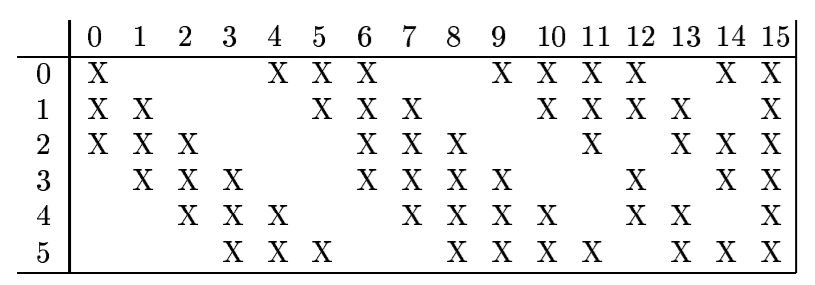 0 1 2 3 4 5 6 7 8 9 10 11 12 13 14 15
0 X X X X X X X X X X
1 X X X X X X X X X X
2 X X X X X X X X X X
3 X X X X X X X X X X
4 X X X X X X X X X X
5 X X X X X X X X X X